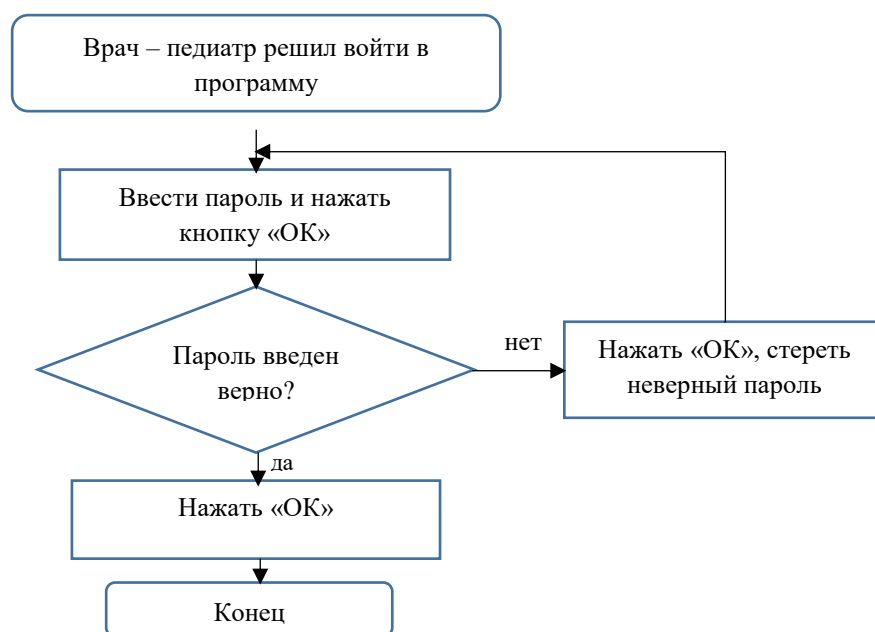 Врач – педиатр решил войти в
программу
Ввести пароль и нажать
кнопку «ОК»
Пароль введен
верно?
нет
Нажать «ОК», стереть
неверный пароль
да
Нажать «ОК»
Конец